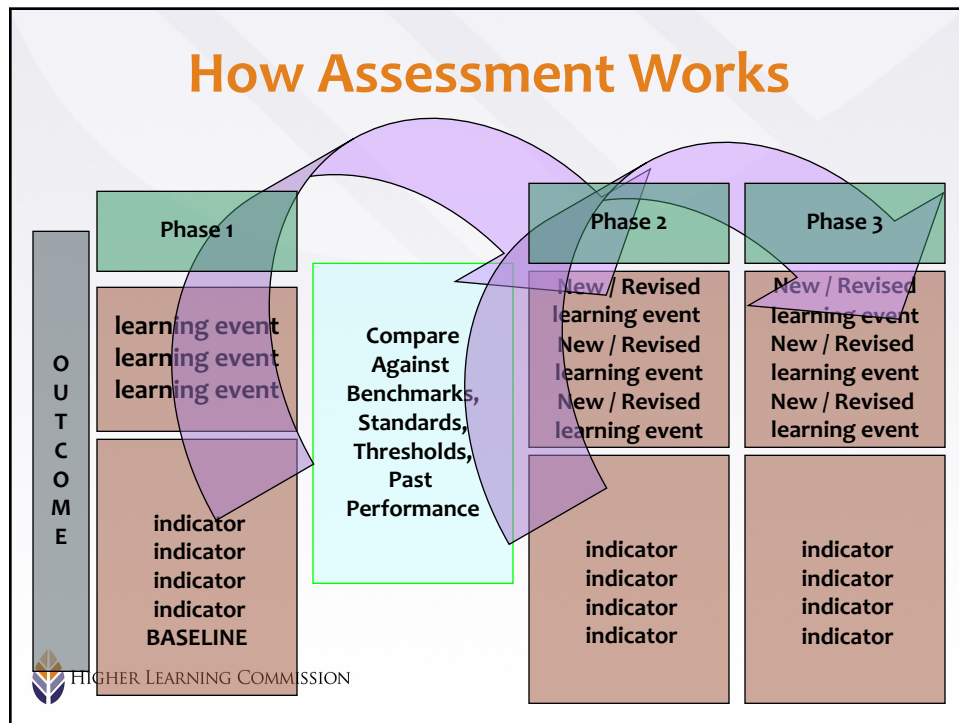 How Assessment Works
Phase 1
Phase 2
Phase 3
O
U
T
C
O
M
E
learning event
learning event
learning event
indicator
indicator
indicator
indicator
BASELINE
Compare
Against
Benchmarks,
Standards,
Thresholds,
Past
Performance
New / Revised
learning event
New / Revised
learning event
New / Revised
learning event
indicator
indicator
indicator
indicator
New / Revised
learning event
New / Revised
learning event
New / Revised
learning event
indicator
indicator
indicator
indicator
HIGHER LEARNING COMMISSION